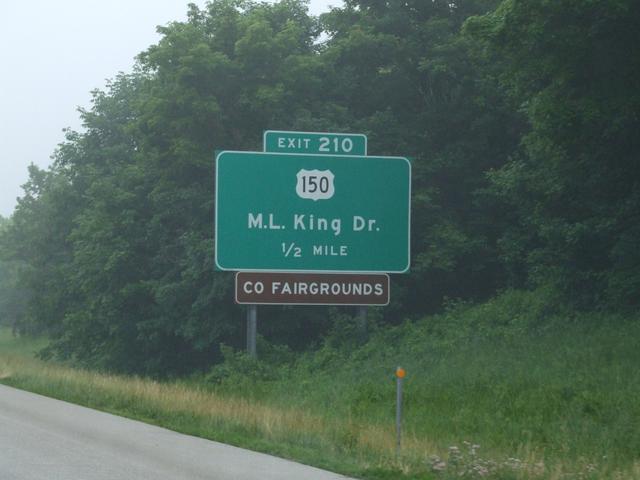 EXIT 210
150
M.L. King Dr.
1/2 MILE
CO FAIRGROUNDS